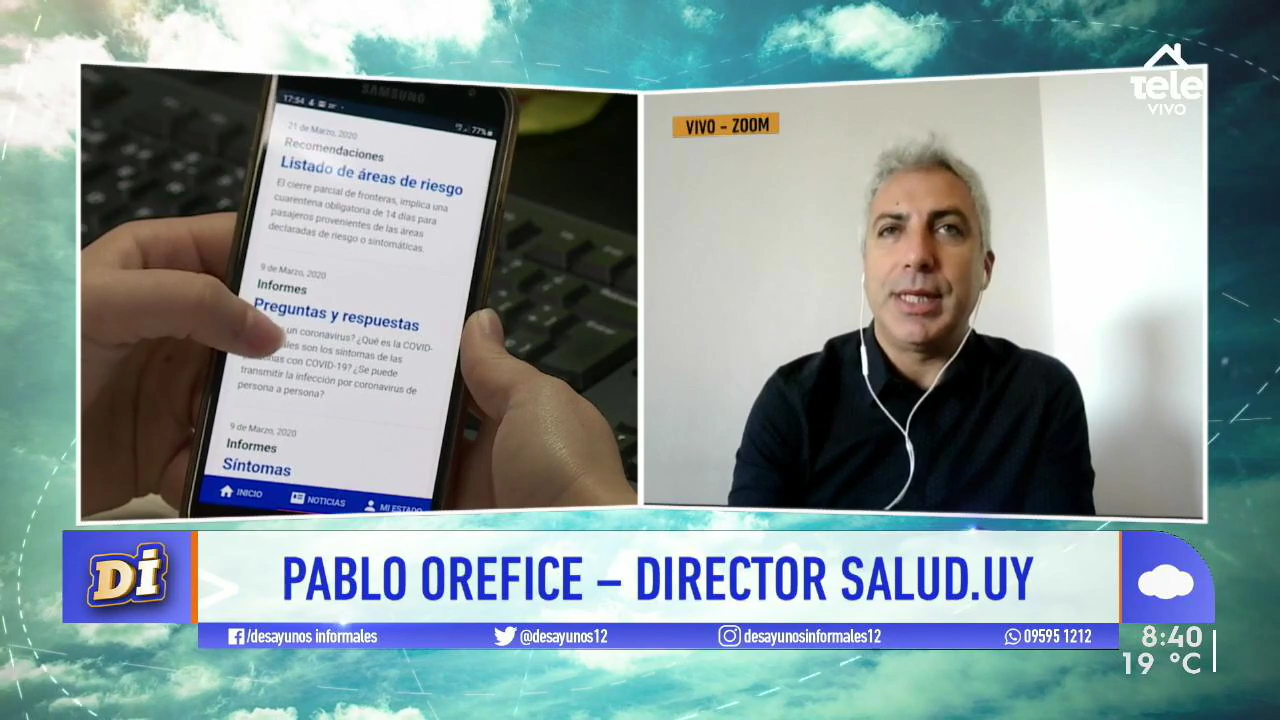 tele
VIVO
VIVO – ZOOM
SAMSUNG
17:54
77%
21 de Marzo, 2020
Recomendaciones
Listado de áreas de riesgo
El cierre parcial de fronteras, implica una
cuarentena obligatoria de 14 días para
pasajeros provenientes de las áreas
declaradas de riesgo o sintomáticas.
9 de Marzo, 2020
Informes
Preguntas y respuestas
un coronavirus? ¿Qué es la COVID-
son los síntomas de las
con COVID-19? ¿Se puede
transmitir la infección por coronavirus de
persona a persona?
9 de Marzo, 2020
Informes
Síntomas
INICIO
NOTICIAS
MI ESTADO
Di
PABLO OREFICE – DIRECTOR SALUD.UY
/desayunos informales
@desayunos12
desayunosinformales12
09595 1212
8:40
19 °C